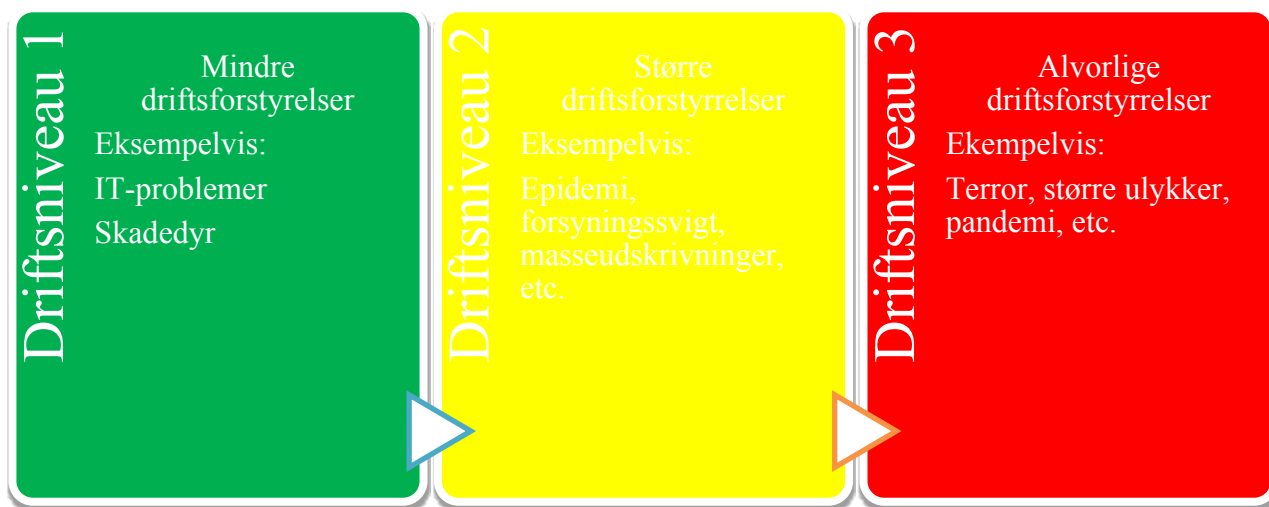 Driftsniveau 1
Mindre
driftsforstyrelser
Eksempelvis:
IT-problemer
Skadedyr
Driftsniveau 2
Større
driftsforstyrrelser
Eksempelvis:
Epidemi,
forsyningssvigt,
masseudskrivninger,
etc.
Driftsniveau 3
Alvorlige
driftsforstyrrelser
Ekempelvis:
Terror, større ulykker,
pandemi, etc.